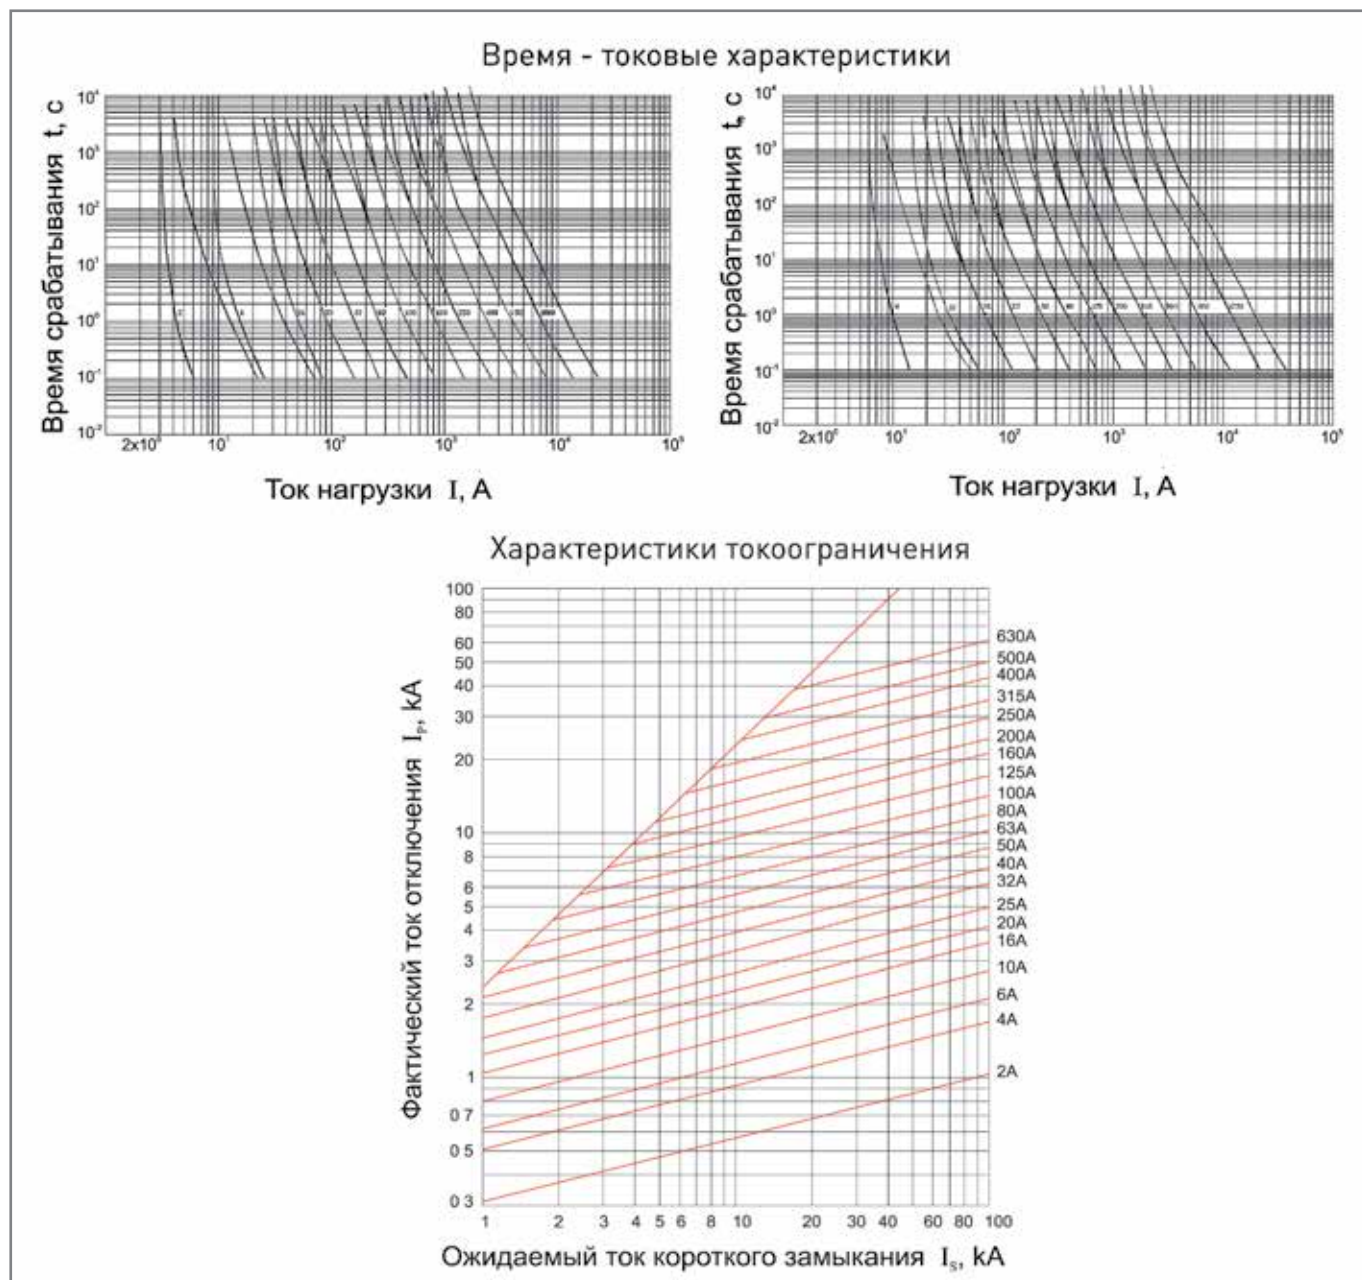 Время - токовые характеристики
Время срабатывания t, с
10⁴
10³
10²
10¹
10⁰
10⁻¹
10⁻²
2x10⁰ 10¹ 10² 10³ 10⁴ 10⁵
Ток нагрузки I, А
Время срабатывания t, с
10⁴
10³
10²
10¹
10⁰
10⁻¹
10⁻²
2x10⁰ 10¹ 10² 10³ 10⁴ 10⁵
Ток нагрузки I, А
Характеристики токоограничения
Фактический ток отключения Iₚ, kA
100
80
60
50
40
30
20
10
8
6
5
4
3
2
1
0 7
0 5
0 3
630A
500A
400A
315A
250A
200A
160A
125A
100A
80A
63A
50A
40A
32A
25A
20A
16A
10A
6A
4A
2A
1 2 3 4 5 6 8 10 20 30 40 60 80 100
Ожидаемый ток короткого замыкания Iₛ, kA